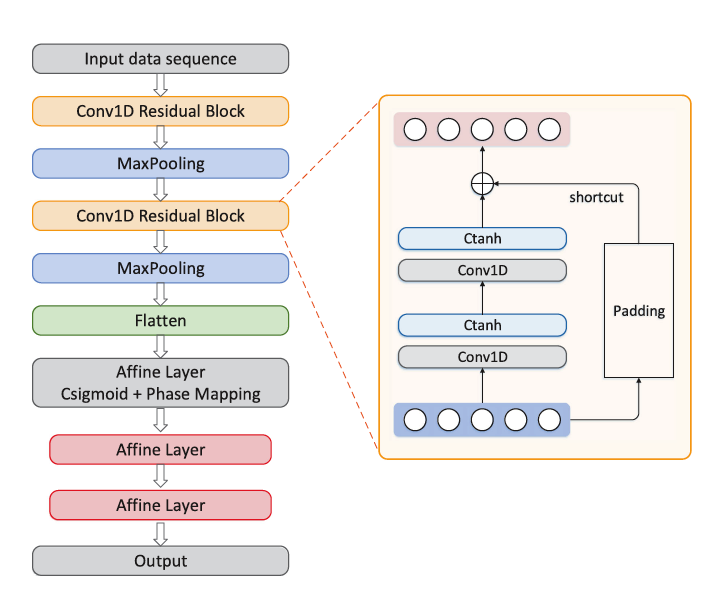 Input data sequence
Conv1D Residual Block
MaxPooling
Conv1D Residual Block
MaxPooling
Flatten
Affine Layer
Csigmoid + Phase Mapping
Affine Layer
Affine Layer
Output
shortcut
Ctanh
Conv1D
Padding
Ctanh
Conv1D